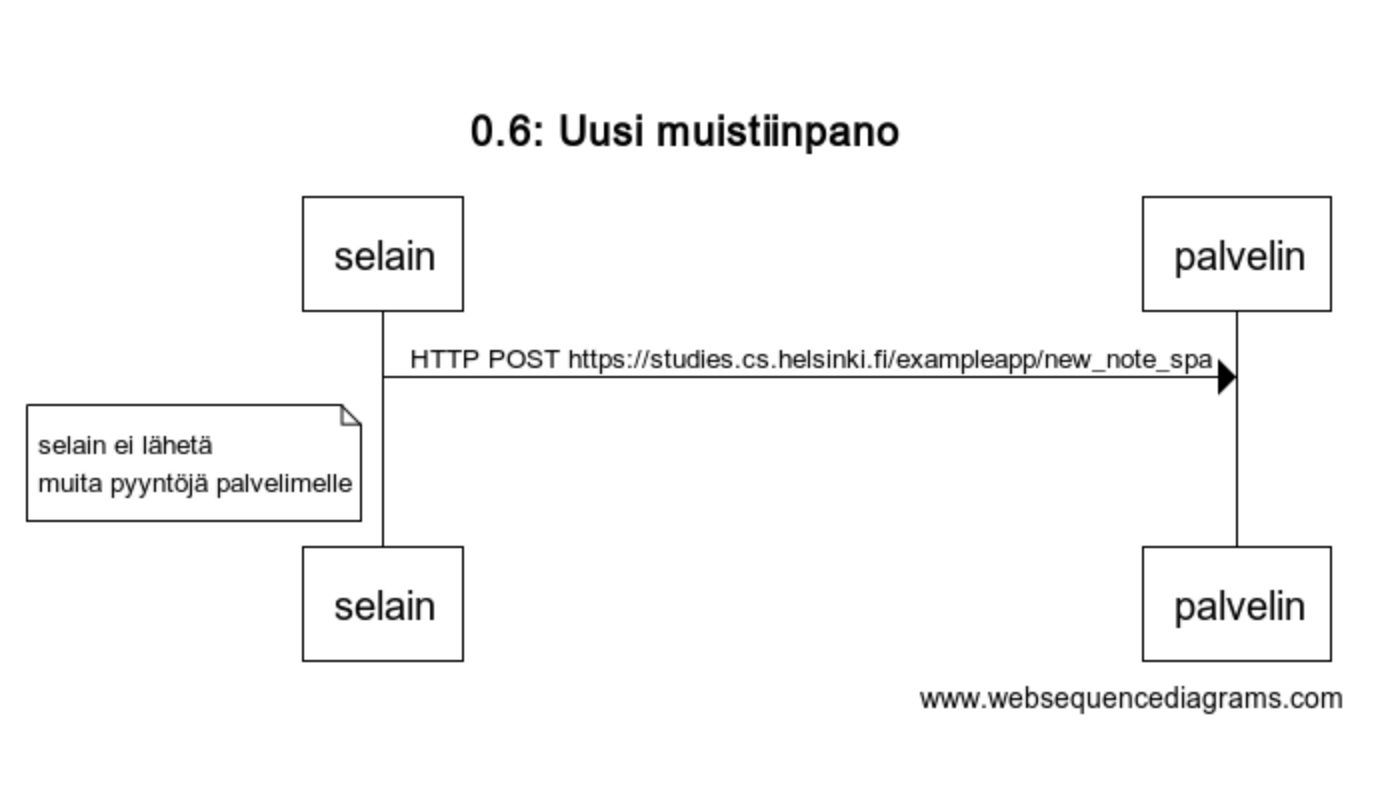 0.6: Uusi muistiinpano
selain
palvelin
HTTP POST https://studies.cs.helsinki.fi/exampleapp/new_note_spa
selain ei lähetä
muita pyyntöjä palvelimelle
selain
palvelin
www.websequencediagrams.com